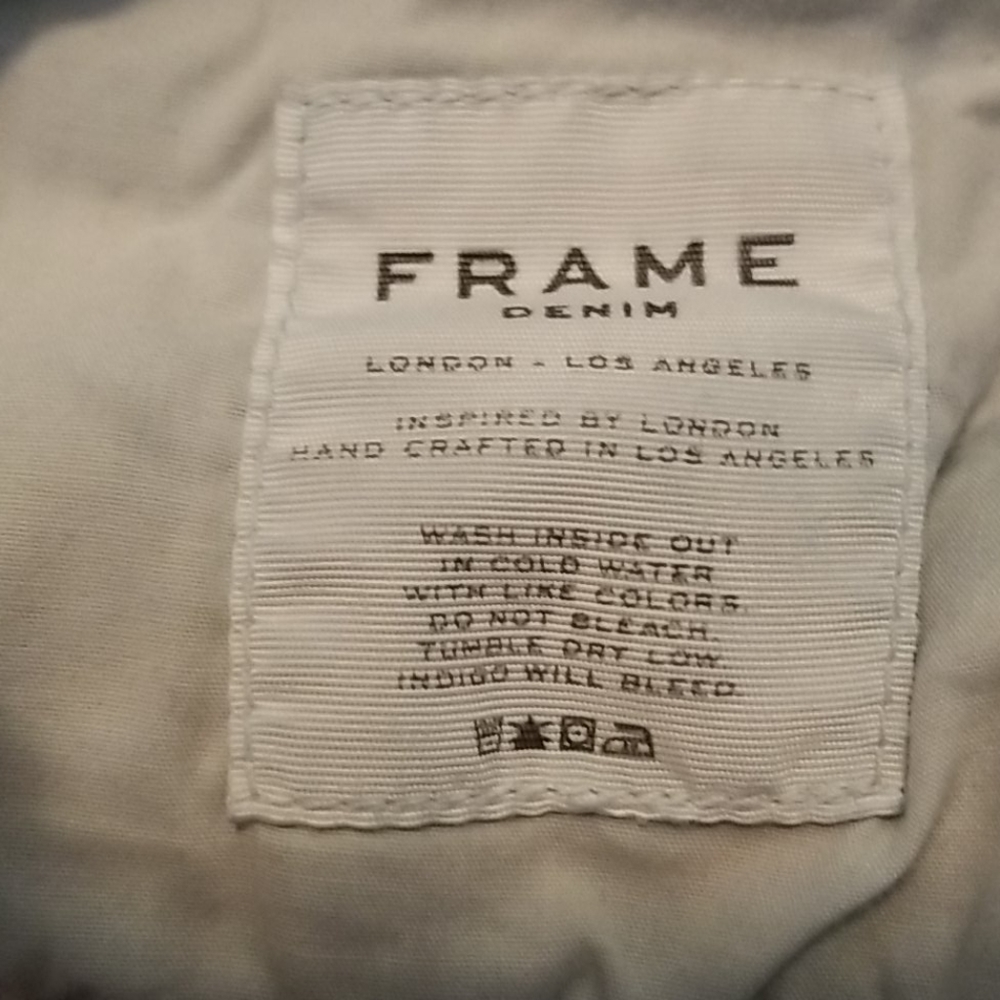 FRAME
DENIM
LONDON - LOS ANGELES
INSPIRED BY LONDON
HAND CRAFTED IN LOS ANGELES
WASH INSIDE OUT
IN COLD WATER
WITH LIKE COLORS.
DO NOT BLEACH.
TUMBLE DRY LOW
INDIGO WILL BLEED.